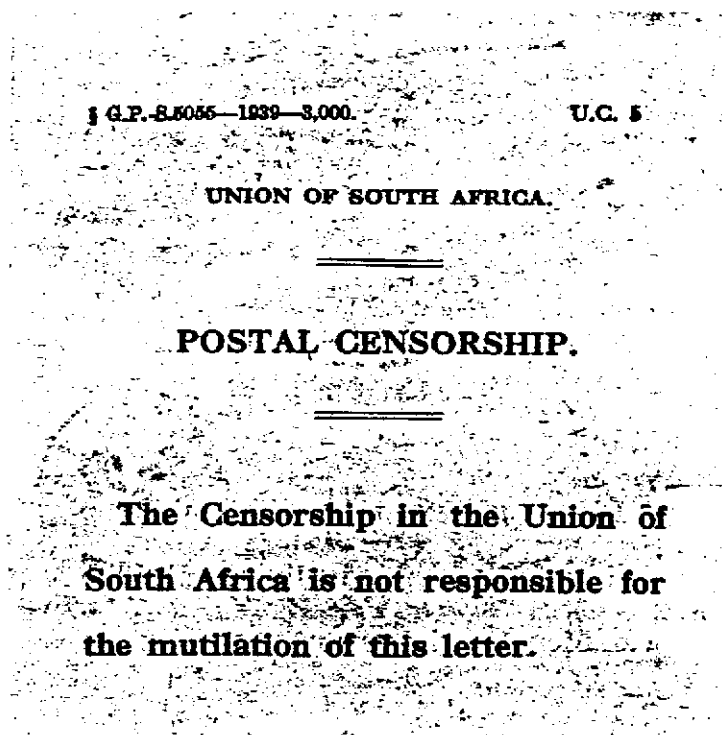 § G.P.-S.5055—1939—3,000. U.C. 5
UNION OF SOUTH AFRICA.
POSTAL CENSORSHIP.
The Censorship in the Union of
South Africa is not responsible for
the mutilation of this letter.